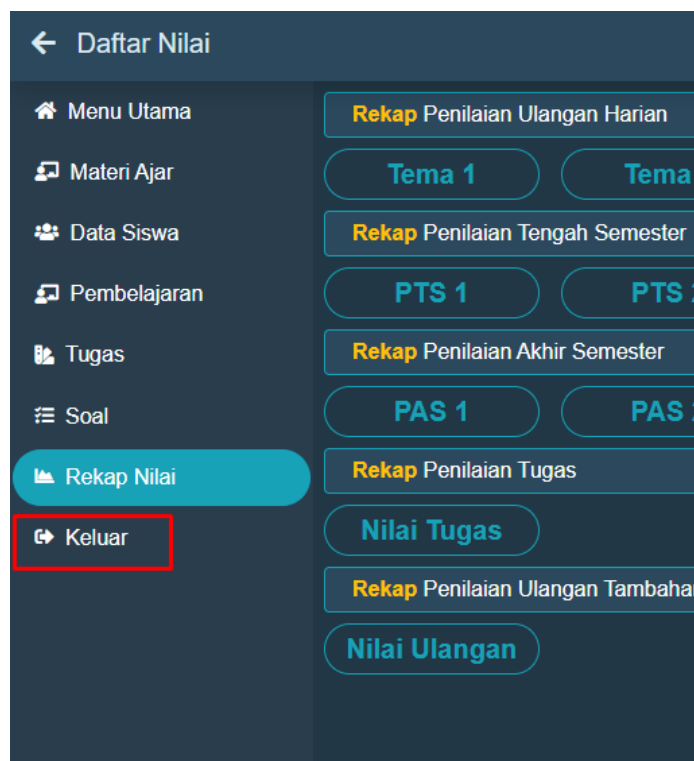 Daftar Nilai
Menu Utama
Materi Ajar
Data Siswa
Pembelajaran
Tugas
Soal
Rekap Nilai
Keluar
Rekap Penilaian Ulangan Harian
Tema 1
Tema
Rekap Penilaian Tengah Semester
PTS 1
PTS
Rekap Penilaian Akhir Semester
PAS 1
PAS
Rekap Penilaian Tugas
Nilai Tugas
Rekap Penilaian Ulangan
Nilai Ulangan